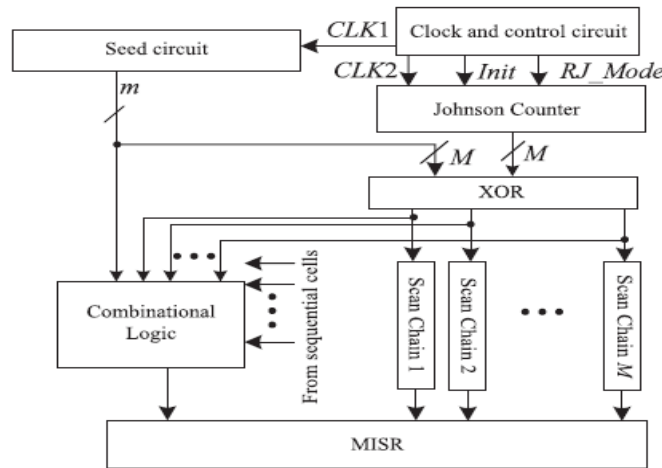 Seed circuit
CLK1
Clock and control circuit
CLK2
Init
RJ_Mode
m
Johnson Counter
M
M
XOR
Combinational
Logic
From sequential cells
Scan Chain 1
Scan Chain 2
Scan Chain M
MISR